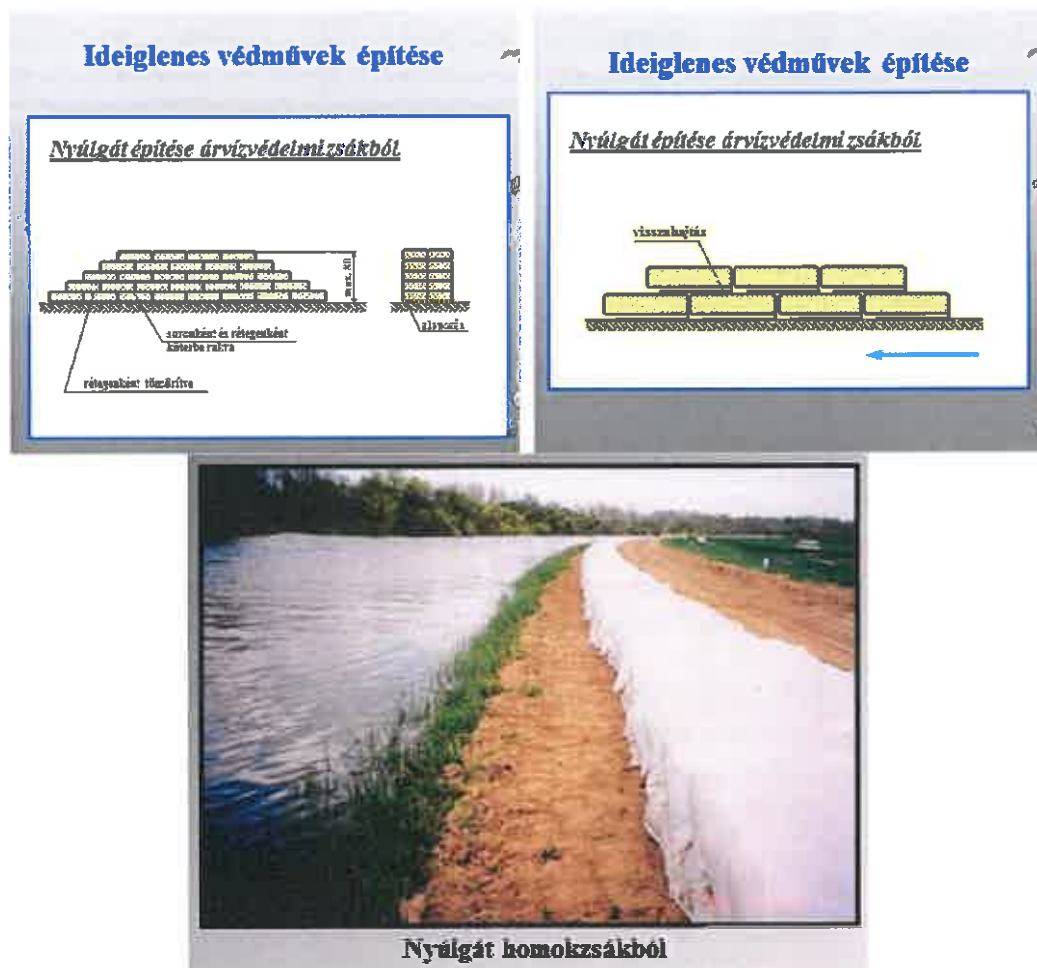 Ideiglenes védművek építése
Nyúlgát építése árvízvédelmi zsákból
max. 80
alapozás
soronként és rétegenként
kötésbe rakva
rétegenként tömörítve
Ideiglenes védművek építése
Nyúlgát építése árvízvédelmi zsákból
visszahajtás
Nyúlgát homokzsákból